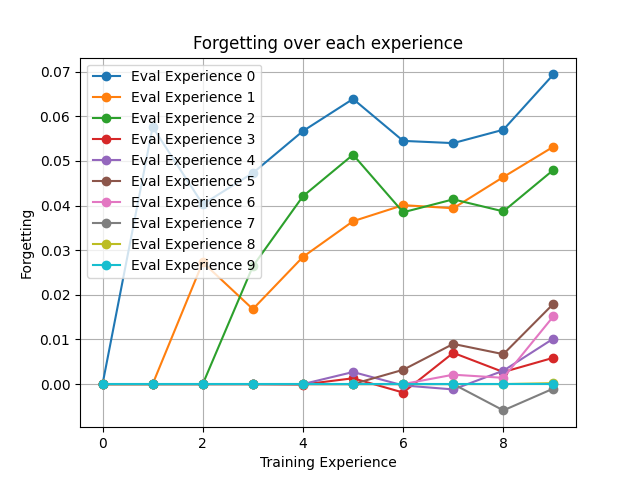 Forgetting over each experience
0.07
0.06
0.05
0.04
0.03
0.02
0.01
0.00
Forgetting
Eval Experience 0
Eval Experience 1
Eval Experience 2
Eval Experience 3
Eval Experience 4
Eval Experience 5
Eval Experience 6
Eval Experience 7
Eval Experience 8
Eval Experience 9
0 2 4 6 8
Training Experience